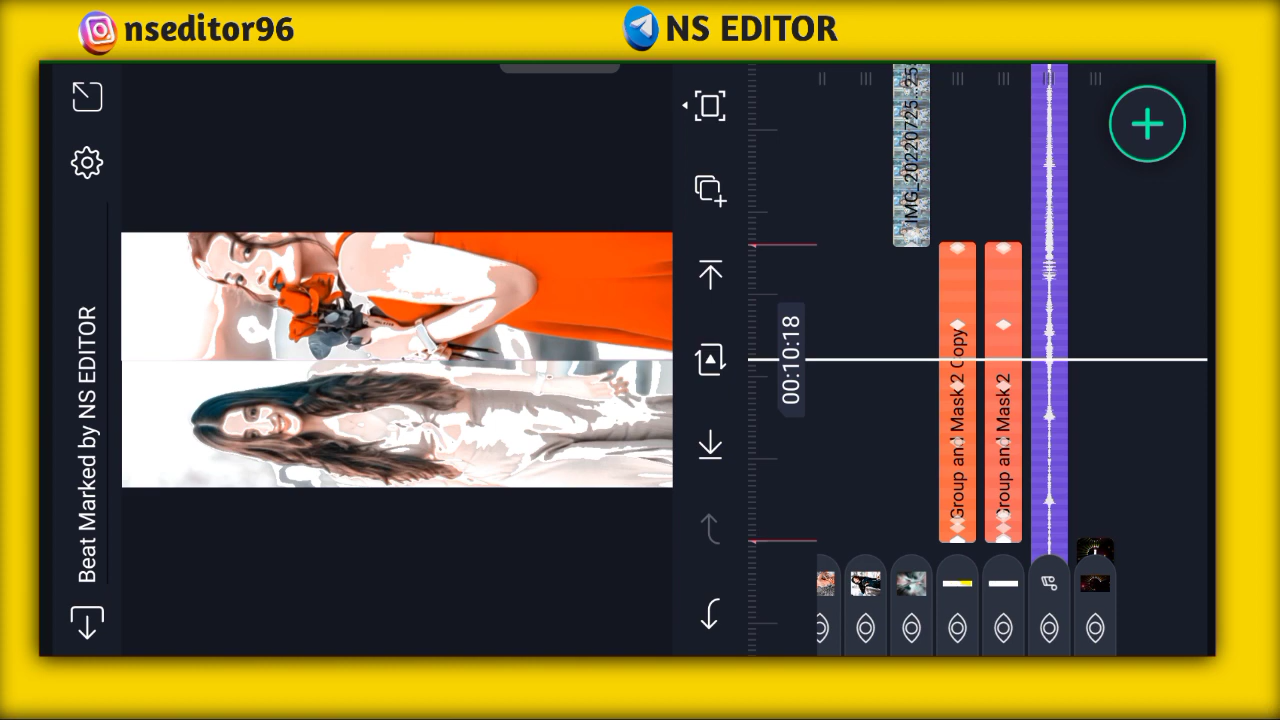 nseditor96
NS EDITOR
Beat Marked by NS EDITOR
00:10:18
Group and Mask 2 Copy
Group and Mask 2